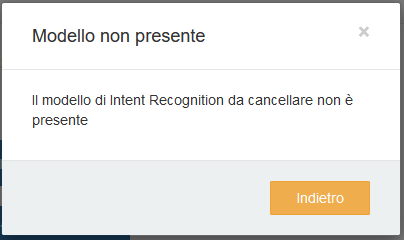 Modello non presente
Il modello di Intent Recognition da cancellare non è
presente
Indietro